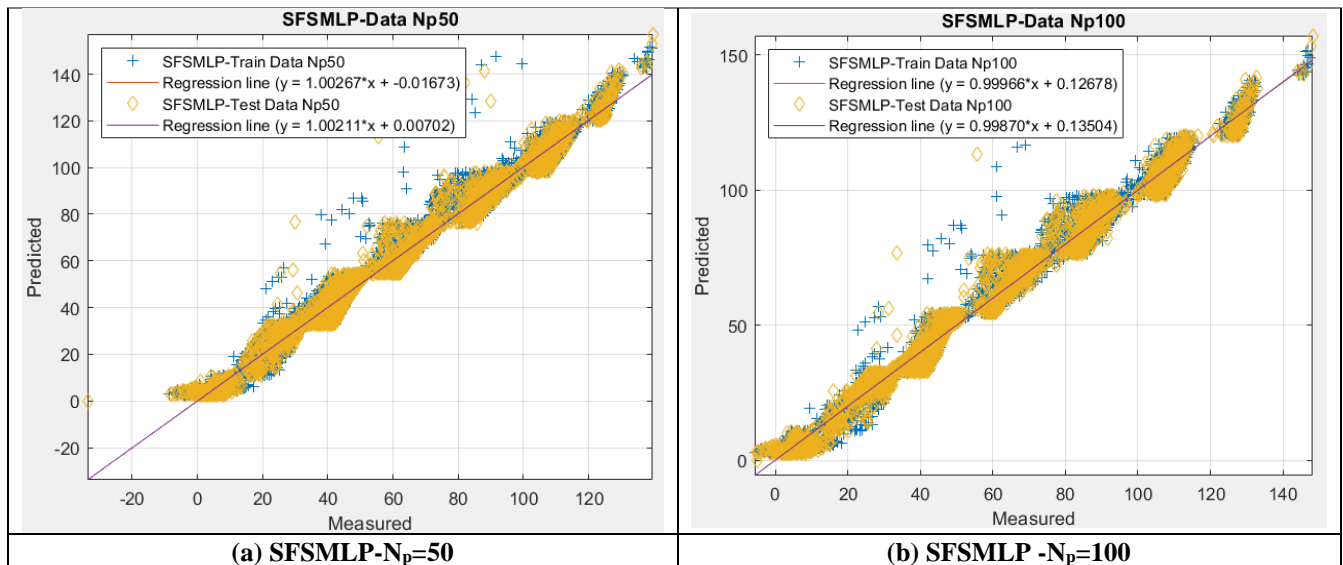 SFSMLP-Data Np50
SFSMLP-Train Data Np50
Regression line (y = 1.00267*x + -0.01673)
SFSMLP-Test Data Np50
Regression line (y = 1.00211*x + 0.00702)
140
120
100
80
60
40
20
0
-20
Predicted
-20 0 20 40 60 80 100 120
Measured
(a) SFSMLP-Np=50
SFSMLP-Data Np100
SFSMLP-Train Data Np100
Regression line (y = 0.99966*x + 0.12678)
SFSMLP-Test Data Np100
Regression line (y = 0.99870*x + 0.13504)
150
100
50
0
Predicted
0 20 40 60 80 100 120 140
Measured
(b) SFSMLP -Np=100